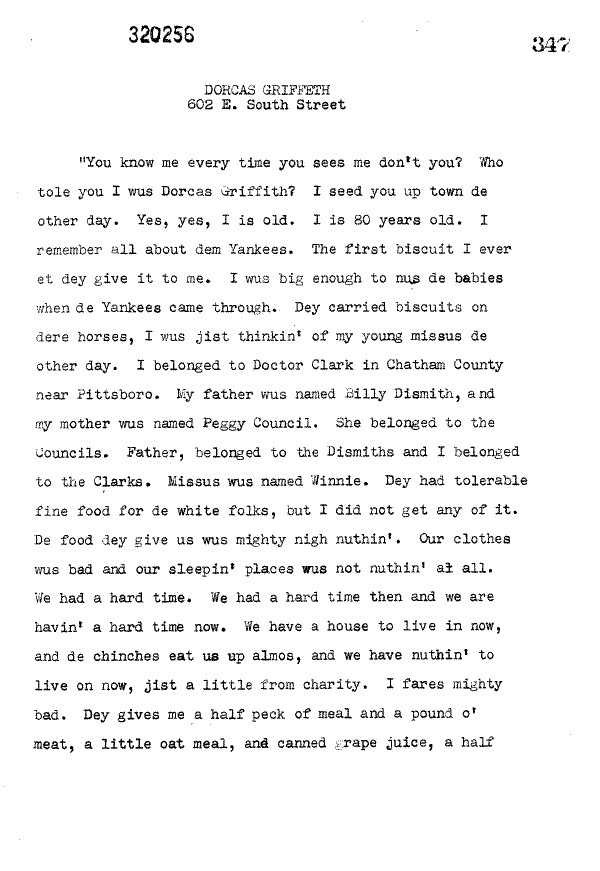 320256
347
DORCAS GRIFFETH
602 E. South Street
"You know me every time you sees me don't you? Who
tole you I wus Dorcas Griffith? I seed you up town de
other day. Yes, yes, I is old. I is 80 years old. I
remember all about dem Yankees. The first biscuit I ever
et dey give it to me. I wus big enough to nus de babies
when de Yankees came through. Dey carried biscuits on
dere horses, I wus jist thinkin' of my young missus de
other day. I belonged to Doctor Clark in Chatham County
near Pittsboro. My father wus named Billy Dismith, and
my mother wus named Peggy Council. She belonged to the
Councils. Father, belonged to the Dismiths and I belonged
to the Clarks. Missus wus named Winnie. Dey had tolerable
fine food for de white folks, but I did not get any of it.
De food dey give us wus mighty nigh nuthin'. Our clothes
wus bad and our sleepin' places wus not nuthin' at all.
We had a hard time. We had a hard time then and we are
havin' a hard time now. We have a house to live in now,
and de chinches eat us up almos, and we have nuthin' to
live on now, jist a little from charity. I fares mighty
bad. Dey gives me a half peck of meal and a pound o'
meat, a little oat meal, and canned grape juice, a half